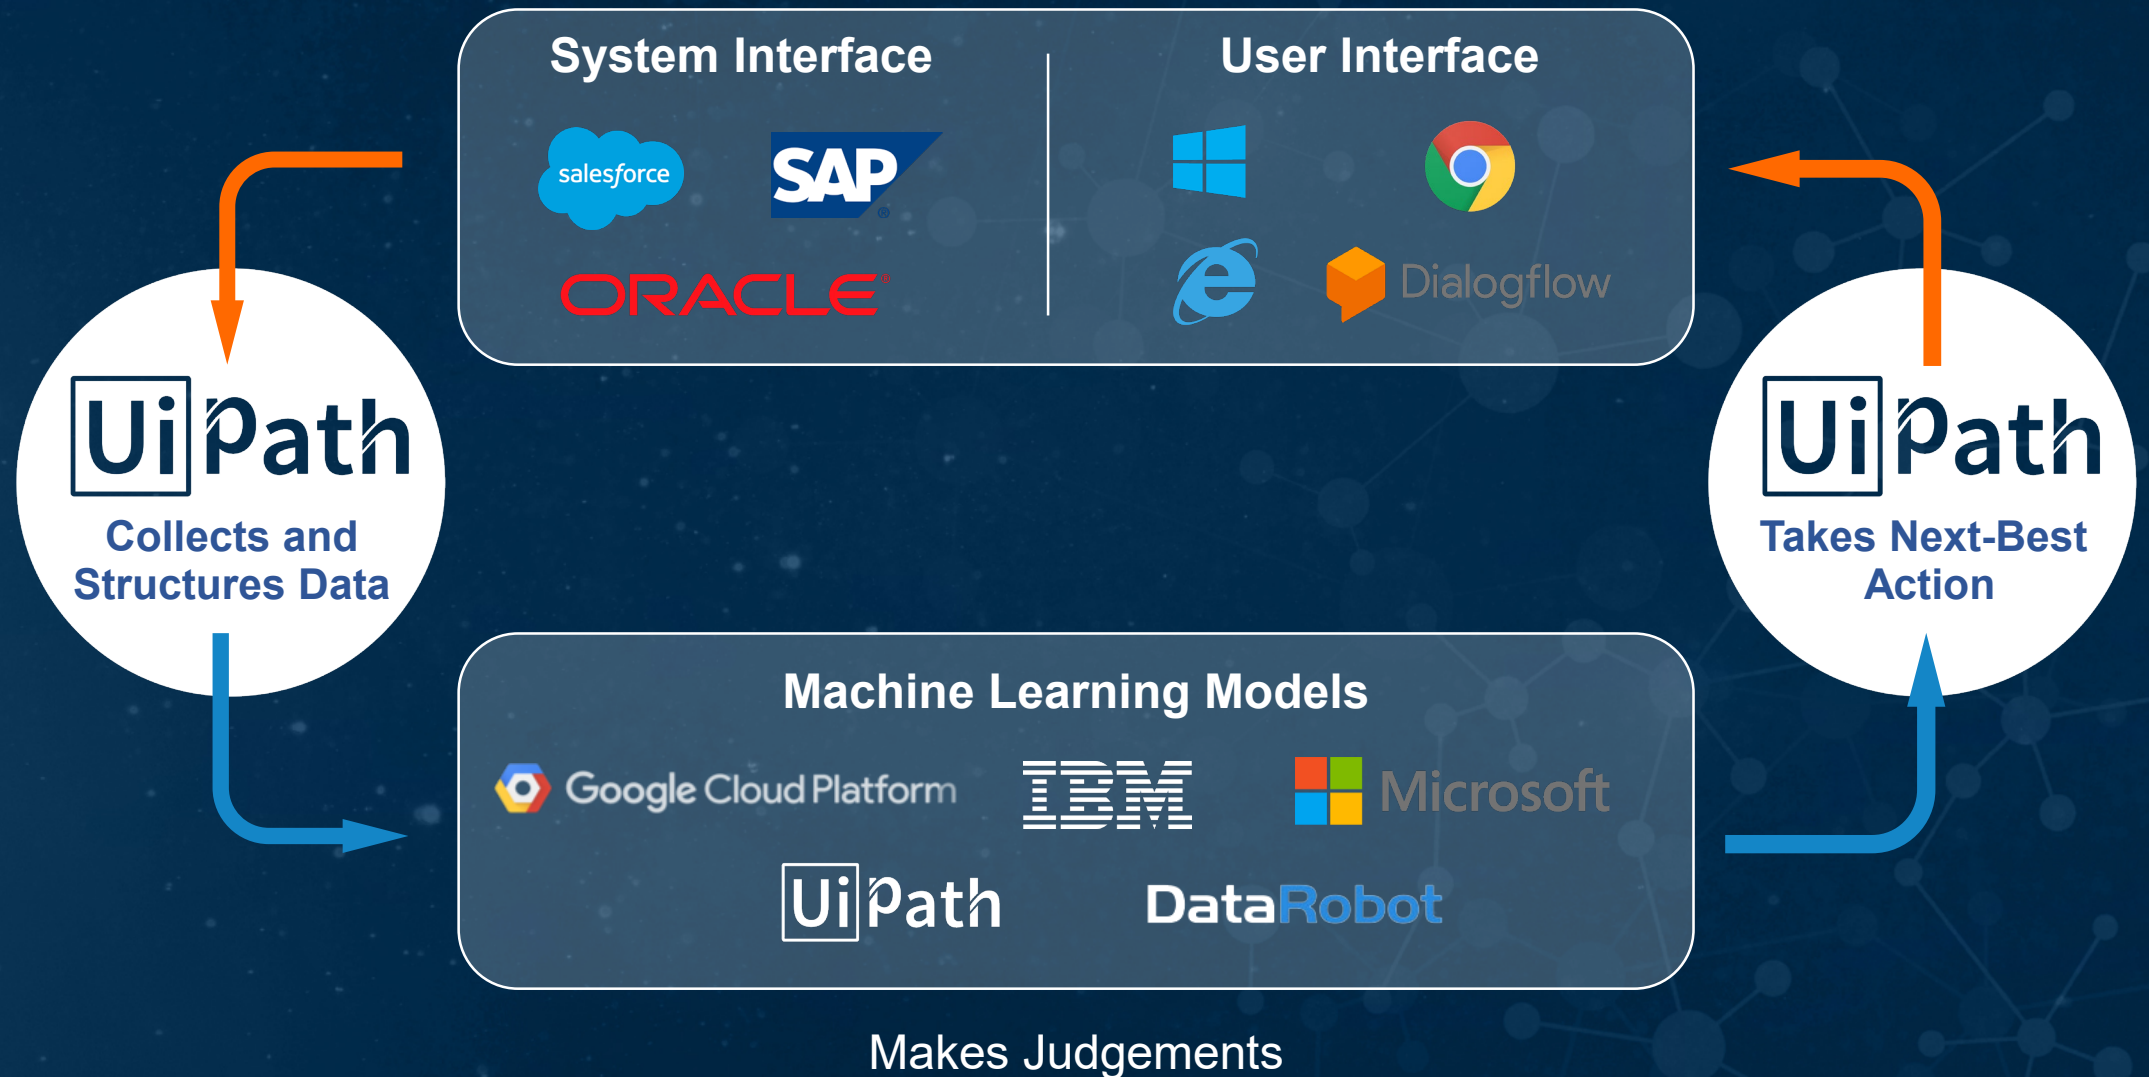 System Interface
User Interface
salesforce
SAP®
ORACLE®
Dialogflow
UiPath
Collects and
Structures Data
UiPath
Takes Next-Best
Action
Machine Learning Models
Google Cloud Platform
IBM
Microsoft
UiPath
DataRobot
Makes Judgements